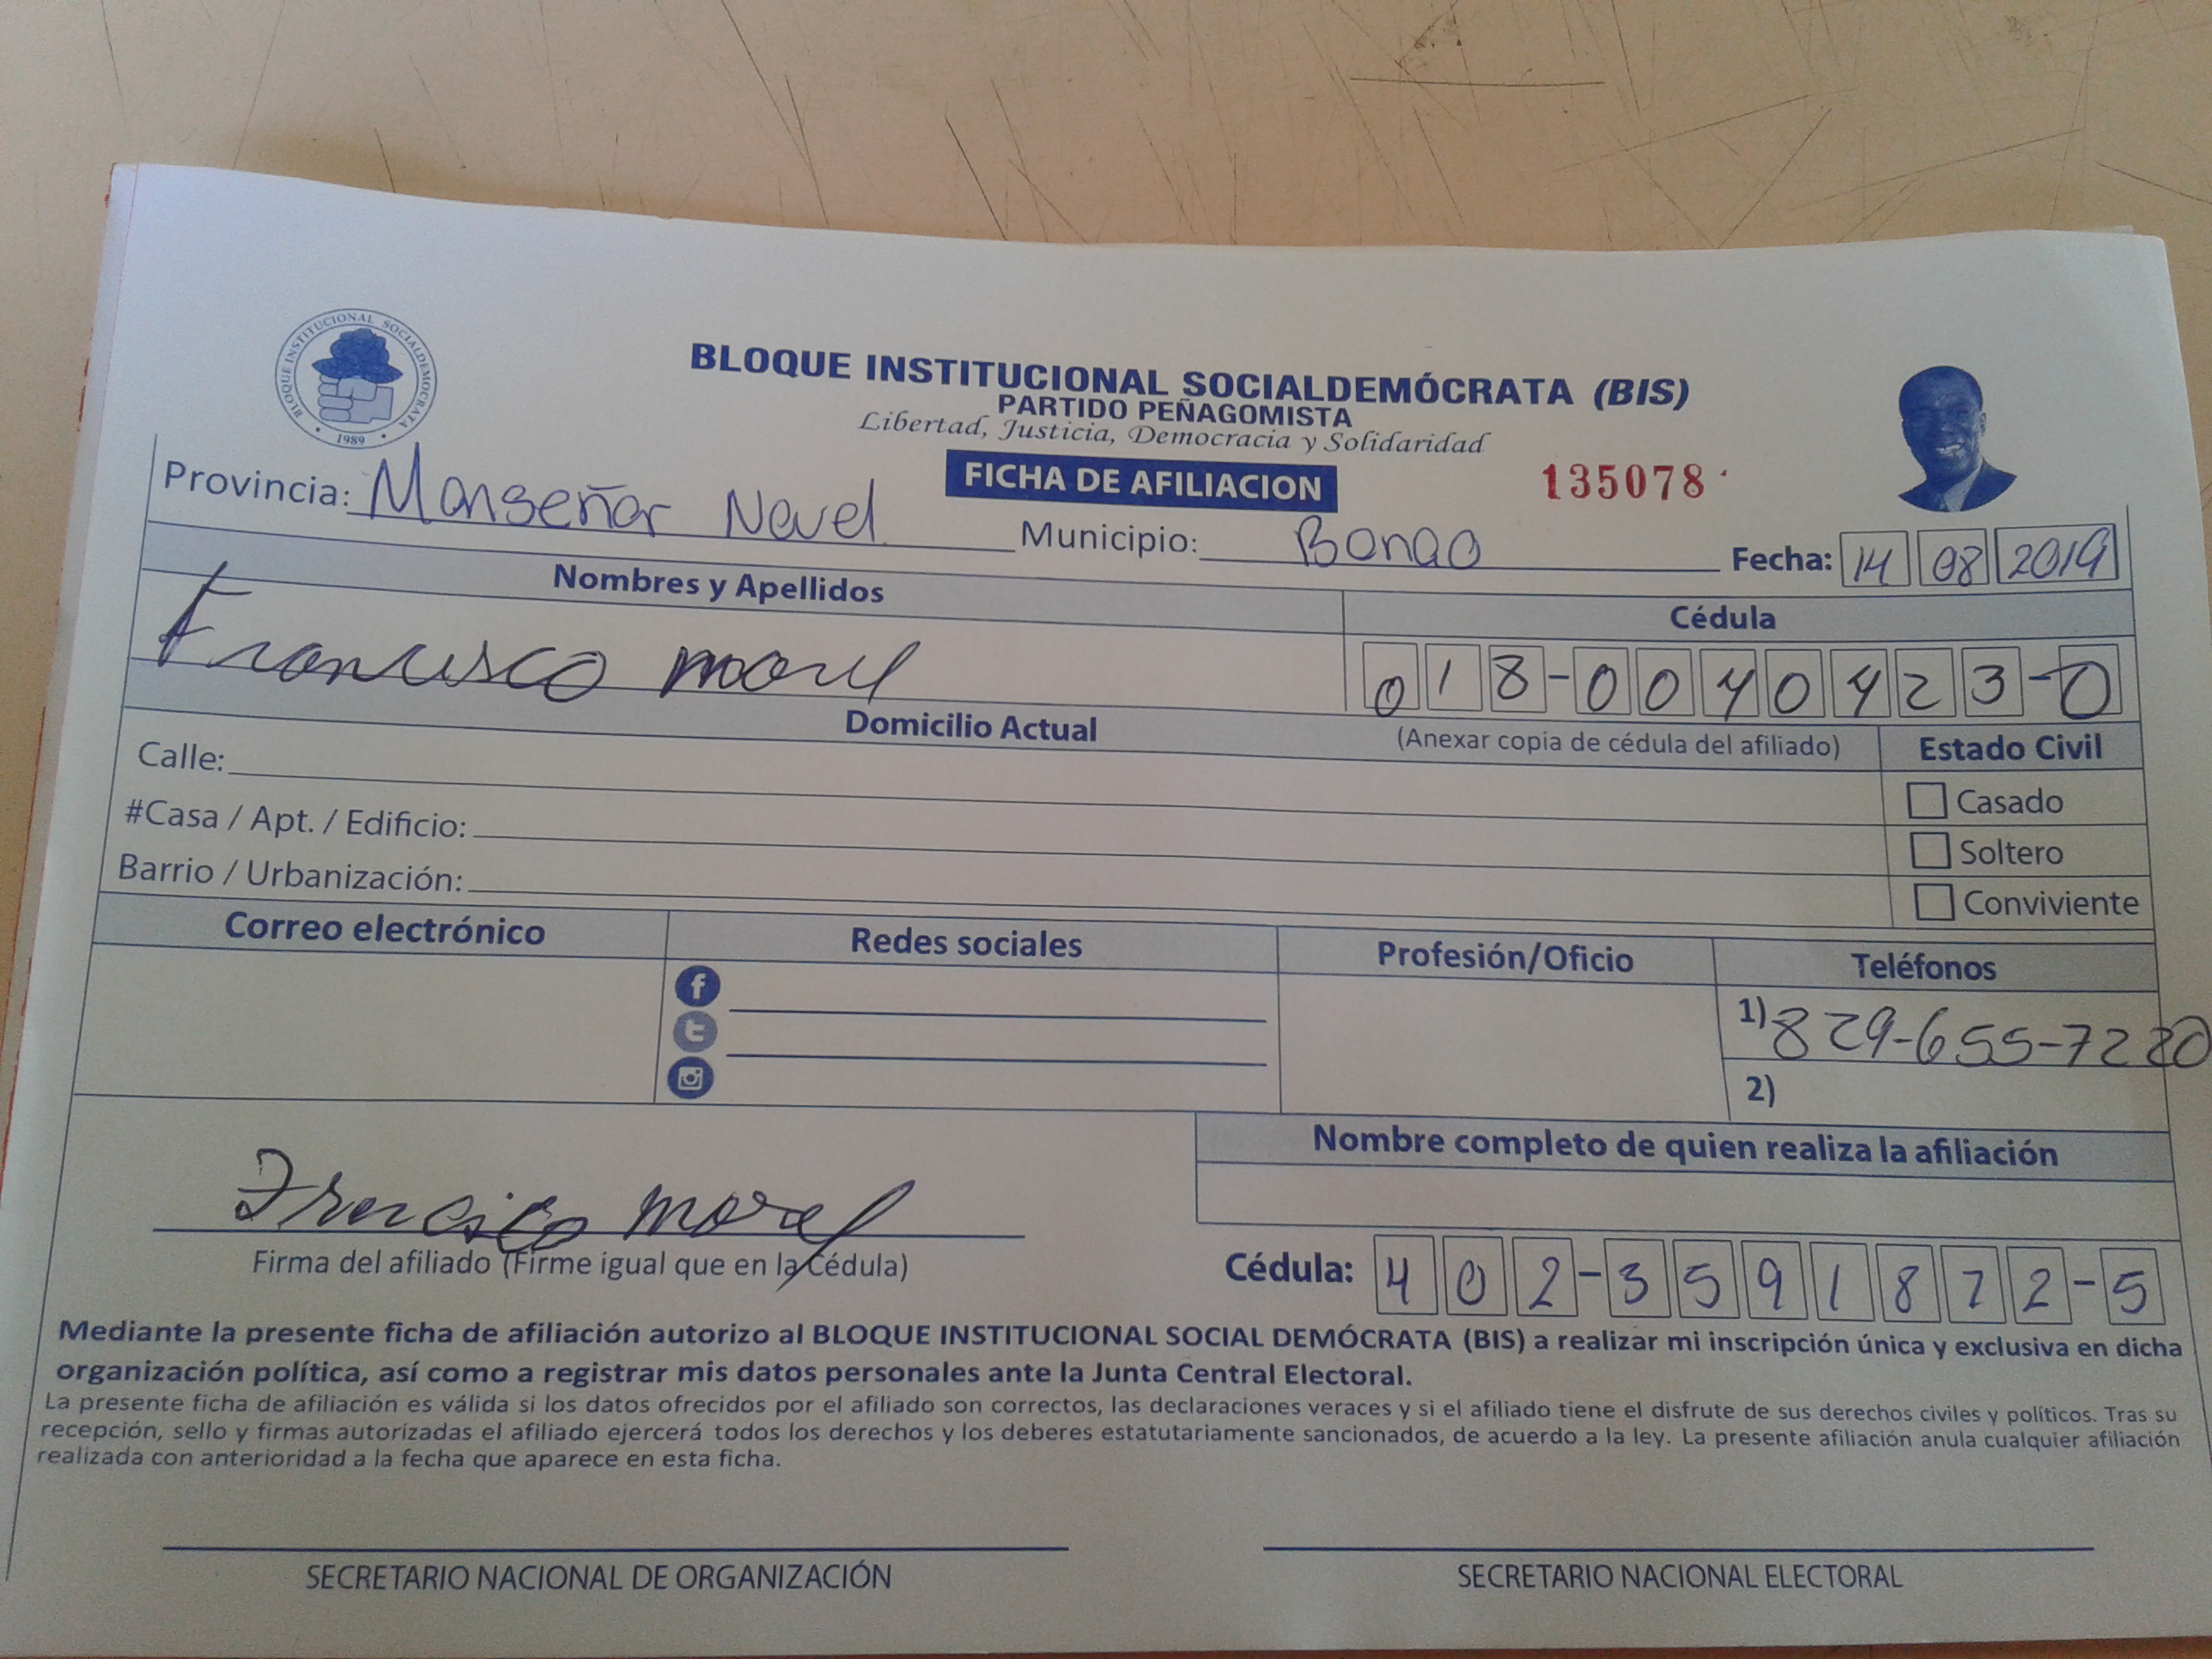 BLOQUE INSTITUCIONAL SOCIALDEMOCRATA
1989
BLOQUE INSTITUCIONAL SOCIALDEMÓCRATA (BIS)
PARTIDO PEÑAGOMISTA
Libertad, Justicia, Democracia y Solidaridad
FICHA DE AFILIACION
135078
Provincia: Monseñor Novel Municipio: Bonao Fecha: 14 08 2019
Nombres y Apellidos Cédula
Francisco morel 018-0040423-0
Domicilio Actual (Anexar copia de cédula del afiliado) Estado Civil
Calle:
Casado
#Casa / Apt. / Edificio:
Soltero
Barrio / Urbanización:
Conviviente
Correo electrónico Redes sociales Profesión/Oficio Teléfonos
1) 829-655-7220
2)
Nombre completo de quien realiza la afiliación
Francisco morel
Firma del afiliado (Firme igual que en la Cédula) Cédula: 402-3591872-5
Mediante la presente ficha de afiliación autorizo al BLOQUE INSTITUCIONAL SOCIAL DEMÓCRATA (BIS) a realizar mi inscripción única y exclusiva en dicha
organización política, así como a registrar mis datos personales ante la Junta Central Electoral.
La presente ficha de afiliación es válida si los datos ofrecidos por el afiliado son correctos, las declaraciones veraces y si el afiliado tiene el disfrute de sus derechos civiles y políticos. Tras su
recepción, sello y firmas autorizadas el afiliado ejercerá todos los derechos y los deberes estatutariamente sancionados, de acuerdo a la ley. La presente afiliación anula cualquier afiliación
realizada con anterioridad a la fecha que aparece en esta ficha.
SECRETARIO NACIONAL DE ORGANIZACIÓN SECRETARIO NACIONAL ELECTORAL